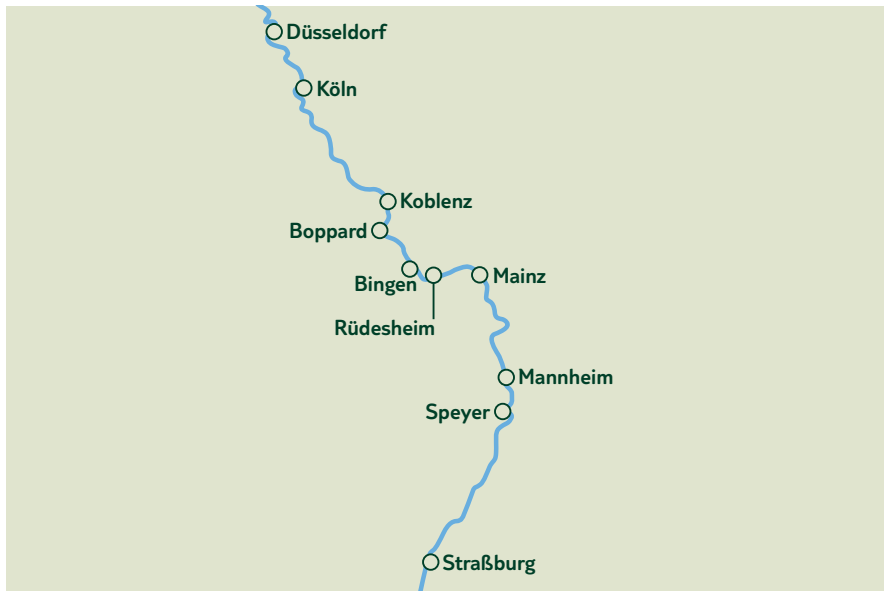 Düsseldorf
Köln
Koblenz
Boppard
Bingen
Mainz
Rüdesheim
Mannheim
Speyer
Straßburg